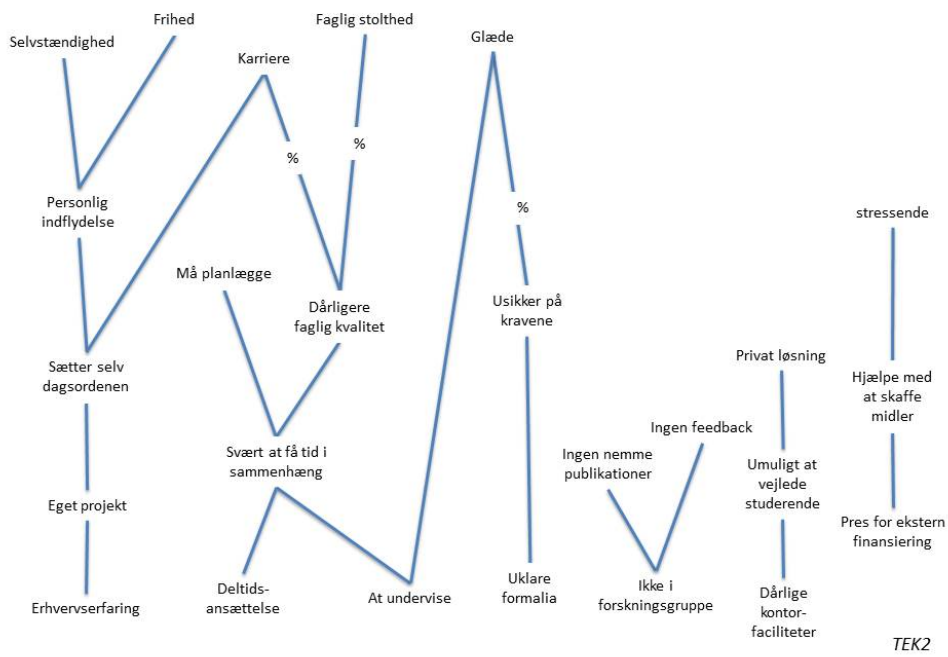 Frihed
Faglig stolthed
Selvstændighed
Glæde
Karriere
%
%
Personlig
indflydelse
%
stressende
Må planlægge
Dårligere
faglig kvalitet
Usikker på
kravene
Sætter selv
dagsordenen
Privat løsning
Hjælpe med
at skaffe
midler
Ingen feedback
Svært at få tid i
sammenhæng
Ingen nemme
publikationer
Umuligt at
vejlede
studerende
Eget projekt
Pres for ekstern
finansiering
Erhvervserfaring
Deltids-
ansættelse
At undervise
Uklare
formalia
Ikke i
forskningsgruppe
Dårlige
kontor-
faciliteter
TEK2